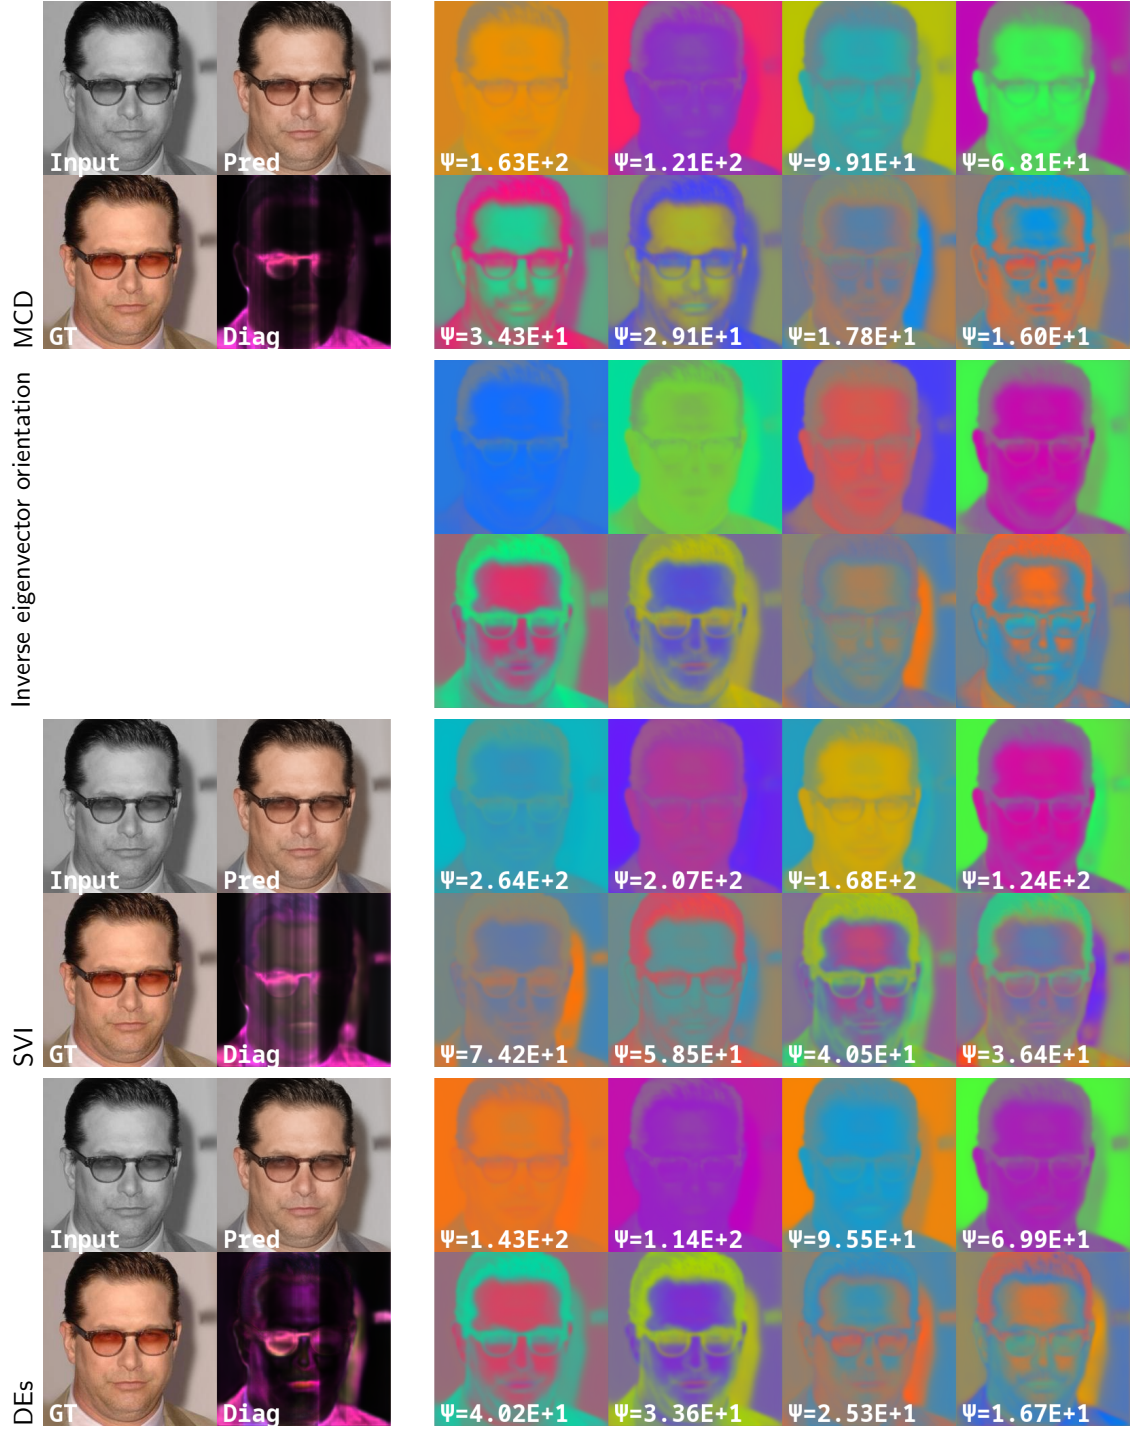 Input Pred Ψ=1.63E+2 Ψ=1.21E+2 Ψ=9.91E+1 Ψ=6.81E+1
MCD
GT Diag Ψ=3.43E+1 Ψ=2.91E+1 Ψ=1.78E+1 Ψ=1.60E+1
Inverse eigenvector orientation
Input Pred Ψ=2.64E+2 Ψ=2.07E+2 Ψ=1.68E+2 Ψ=1.24E+2
SVI
GT Diag Ψ=7.42E+1 Ψ=5.85E+1 Ψ=4.05E+1 Ψ=3.64E+1
Input Pred Ψ=1.43E+2 Ψ=1.14E+2 Ψ=9.55E+1 Ψ=6.99E+1
DEs
GT Diag Ψ=4.02E+1 Ψ=3.36E+1 Ψ=2.53E+1 Ψ=1.67E+1